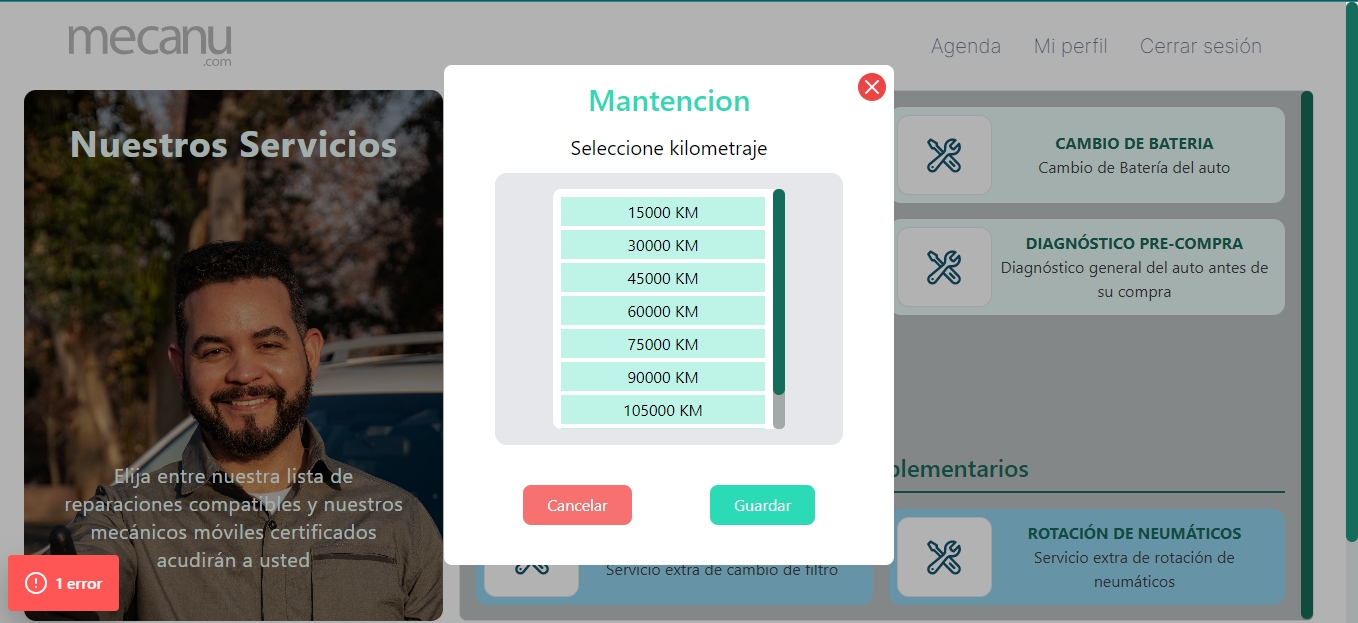 mecanu
.com
Agenda
Mi perfil
Cerrar sesión
Nuestros Servicios
Elija entre nuestra lista de
reparaciones compatibles y nuestros
mecánicos móviles certificados
acudirán a usted
1 error
Mantencion
Seleccione kilometraje
15000 KM
30000 KM
45000 KM
60000 KM
75000 KM
90000 KM
105000 KM
Cancelar
Guardar
CAMBIO DE BATERIA
Cambio de Batería del auto
DIAGNÓSTICO PRE-COMPRA
Diagnóstico general del auto antes de
su compra
plementarios
Servicio extra de cambio de filtro
ROTACIÓN DE NEUMÁTICOS
Servicio extra de rotación de
neumáticos